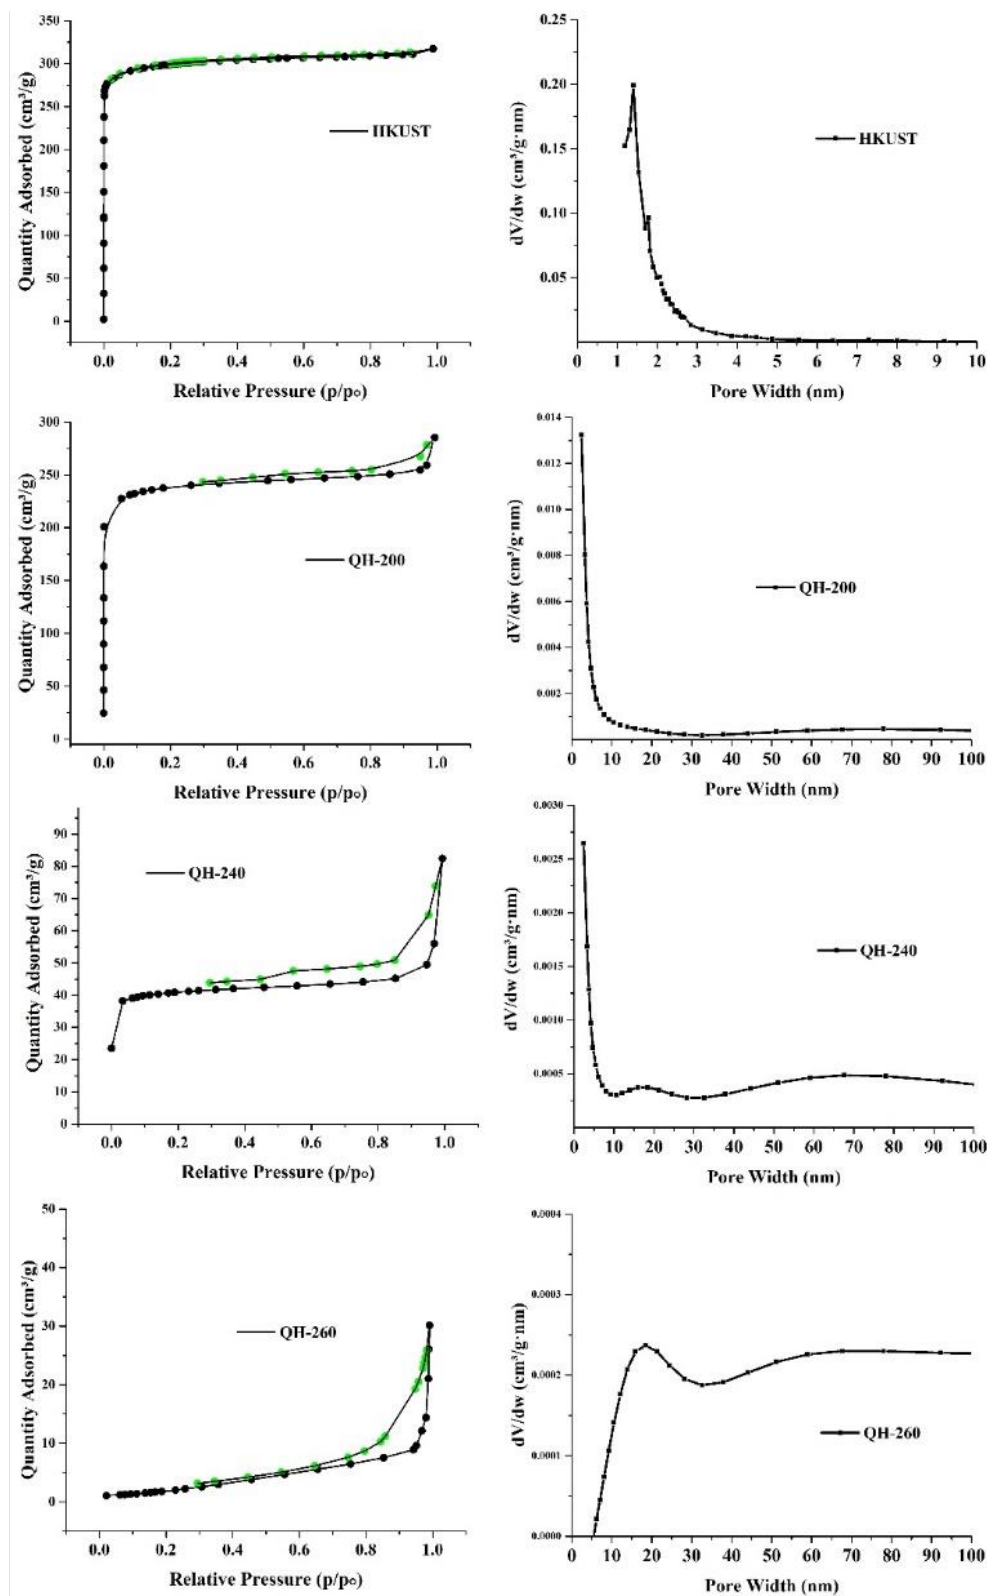 350
300
250
200
150
100
50
0
Quantity Adsorbed (cm³/g)
HKUST
0.0 0.2 0.4 0.6 0.8 1.0
Relative Pressure (p/p₀)
0.25
0.20
0.15
0.10
0.05
dV/dw (cm³/g·nm)
HKUST
0 1 2 3 4 5 6 7 8 9 10
Pore Width (nm)
300
250
200
150
100
50
0
Quantity Adsorbed (cm³/g)
QH-200
0.0 0.2 0.4 0.6 0.8 1.0
Relative Pressure (p/p₀)
0.014
0.012
0.010
0.008
0.006
0.004
0.002
dV/dw (cm³/g·nm)
QH-200
0 10 20 30 40 50 60 70 80 90 100
Pore Width (nm)
90
80
70
60
50
40
30
20
10
0
Quantity Adsorbed (cm³/g)
QH-240
0.0 0.2 0.4 0.6 0.8 1.0
Relative Pressure (p/p₀)
0.0030
0.0025
0.0020
0.0015
0.0010
0.0005
dV/dw (cm³/g·nm)
QH-240
0 10 20 30 40 50 60 70 80 90 100
Pore Width (nm)
50
40
30
20
10
0
Quantity Adsorbed (cm³/g)
QH-260
0.0 0.2 0.4 0.6 0.8 1.0
Relative Pressure (p/p₀)
0.0004
0.0003
0.0002
0.0001
0.0000
dV/dw (cm³/g·nm)
QH-260
0 10 20 30 40 50 60 70 80 90 100
Pore Width (nm)